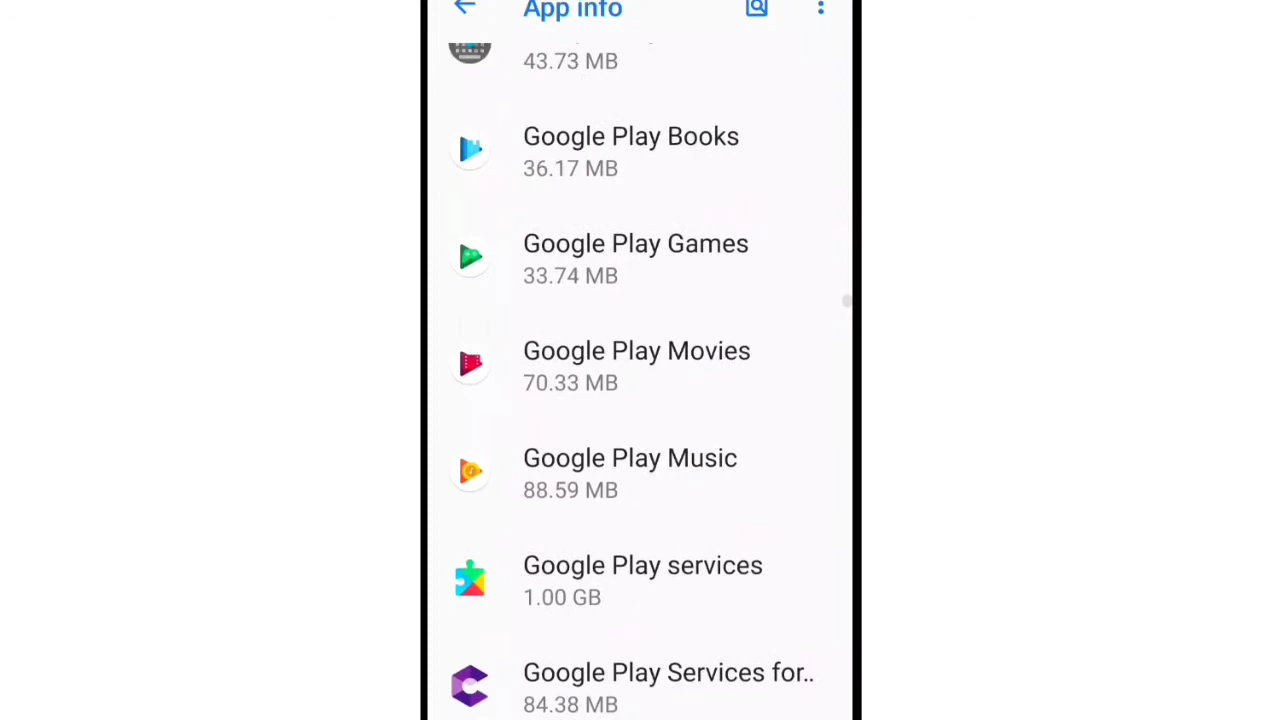 App info
43.73 MB
Google Play Books
36.17 MB
Google Play Games
33.74 MB
Google Play Movies
70.33 MB
Google Play Music
88.59 MB
Google Play services
1.00 GB
Google Play Services for..
84.38 MB